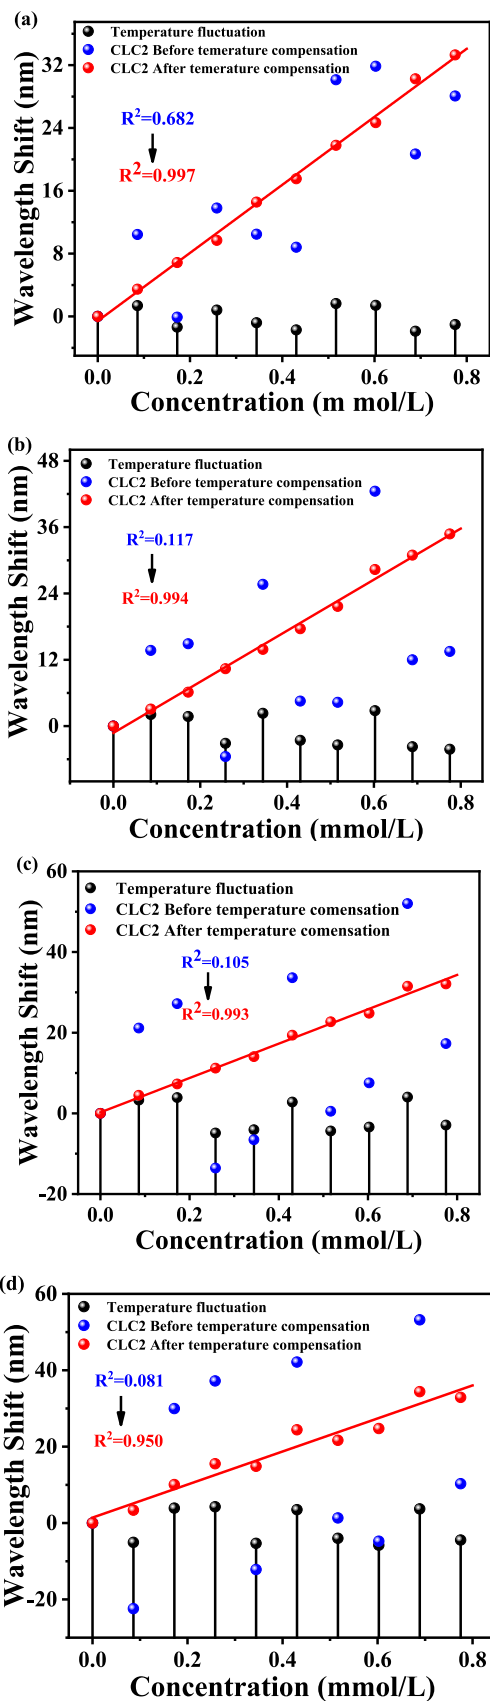 (a)
Temperature fluctuation
CLC2 Before temerature compensation
CLC2 After temerature compensation
R²=0.682
R²=0.997
32
24
16
8
0
Wavelength Shift (nm)
0.0 0.2 0.4 0.6 0.8
Concentration (m mol/L)
(b)
Temperature fluctuation
CLC2 Before temperature compensation
CLC2 After temperature compensation
R²=0.117
R²=0.994
48
36
24
12
0
Wavelength Shift (nm)
0.0 0.2 0.4 0.6 0.8
Concentration (mmol/L)
(c)
Temperature fluctuation
CLC2 Before temperature comensation
CLC2 After temperature comensation
R²=0.105
R²=0.993
60
40
20
0
-20
Wavelength Shift (nm)
0.0 0.2 0.4 0.6 0.8
Concentration (mmol/L)
(d)
Temperature fluctuation
CLC2 Before temperature compensation
CLC2 After temperature compensation
R²=0.081
R²=0.950
60
40
20
0
-20
Wavelength Shift (nm)
0.0 0.2 0.4 0.6 0.8
Concentration (mmol/L)